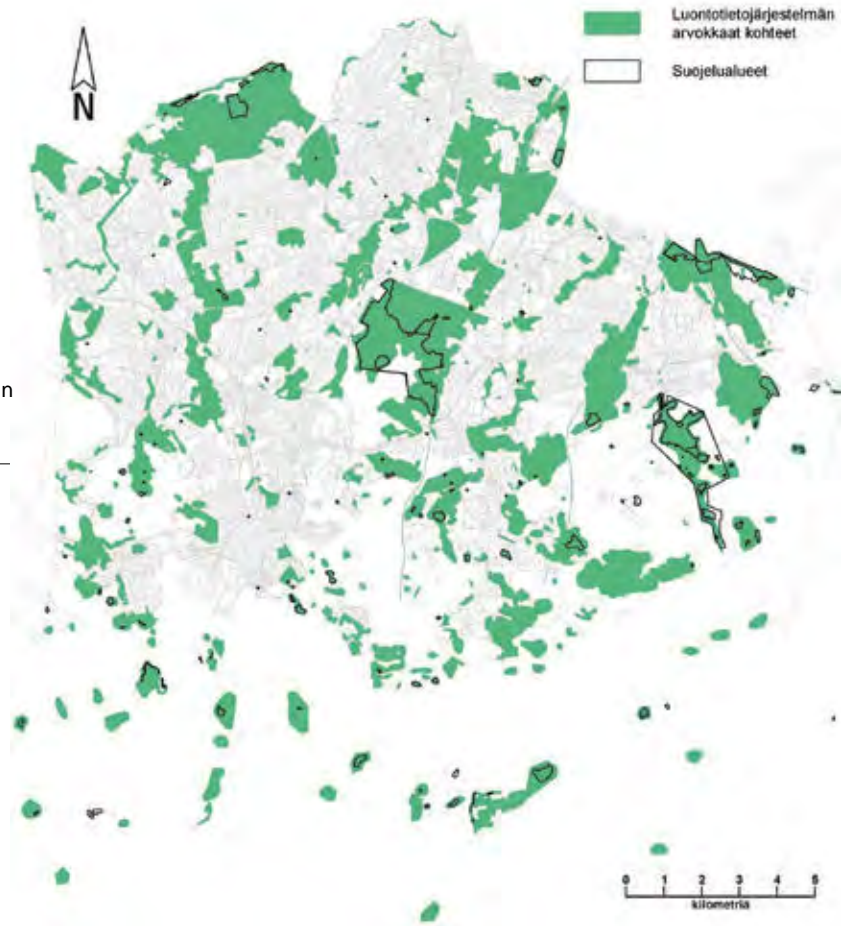 Luontotietojärjestelmän
arvokkaat kohteet
Suojelualueet
N
n
0 1 2 3 4 5
kilometriä